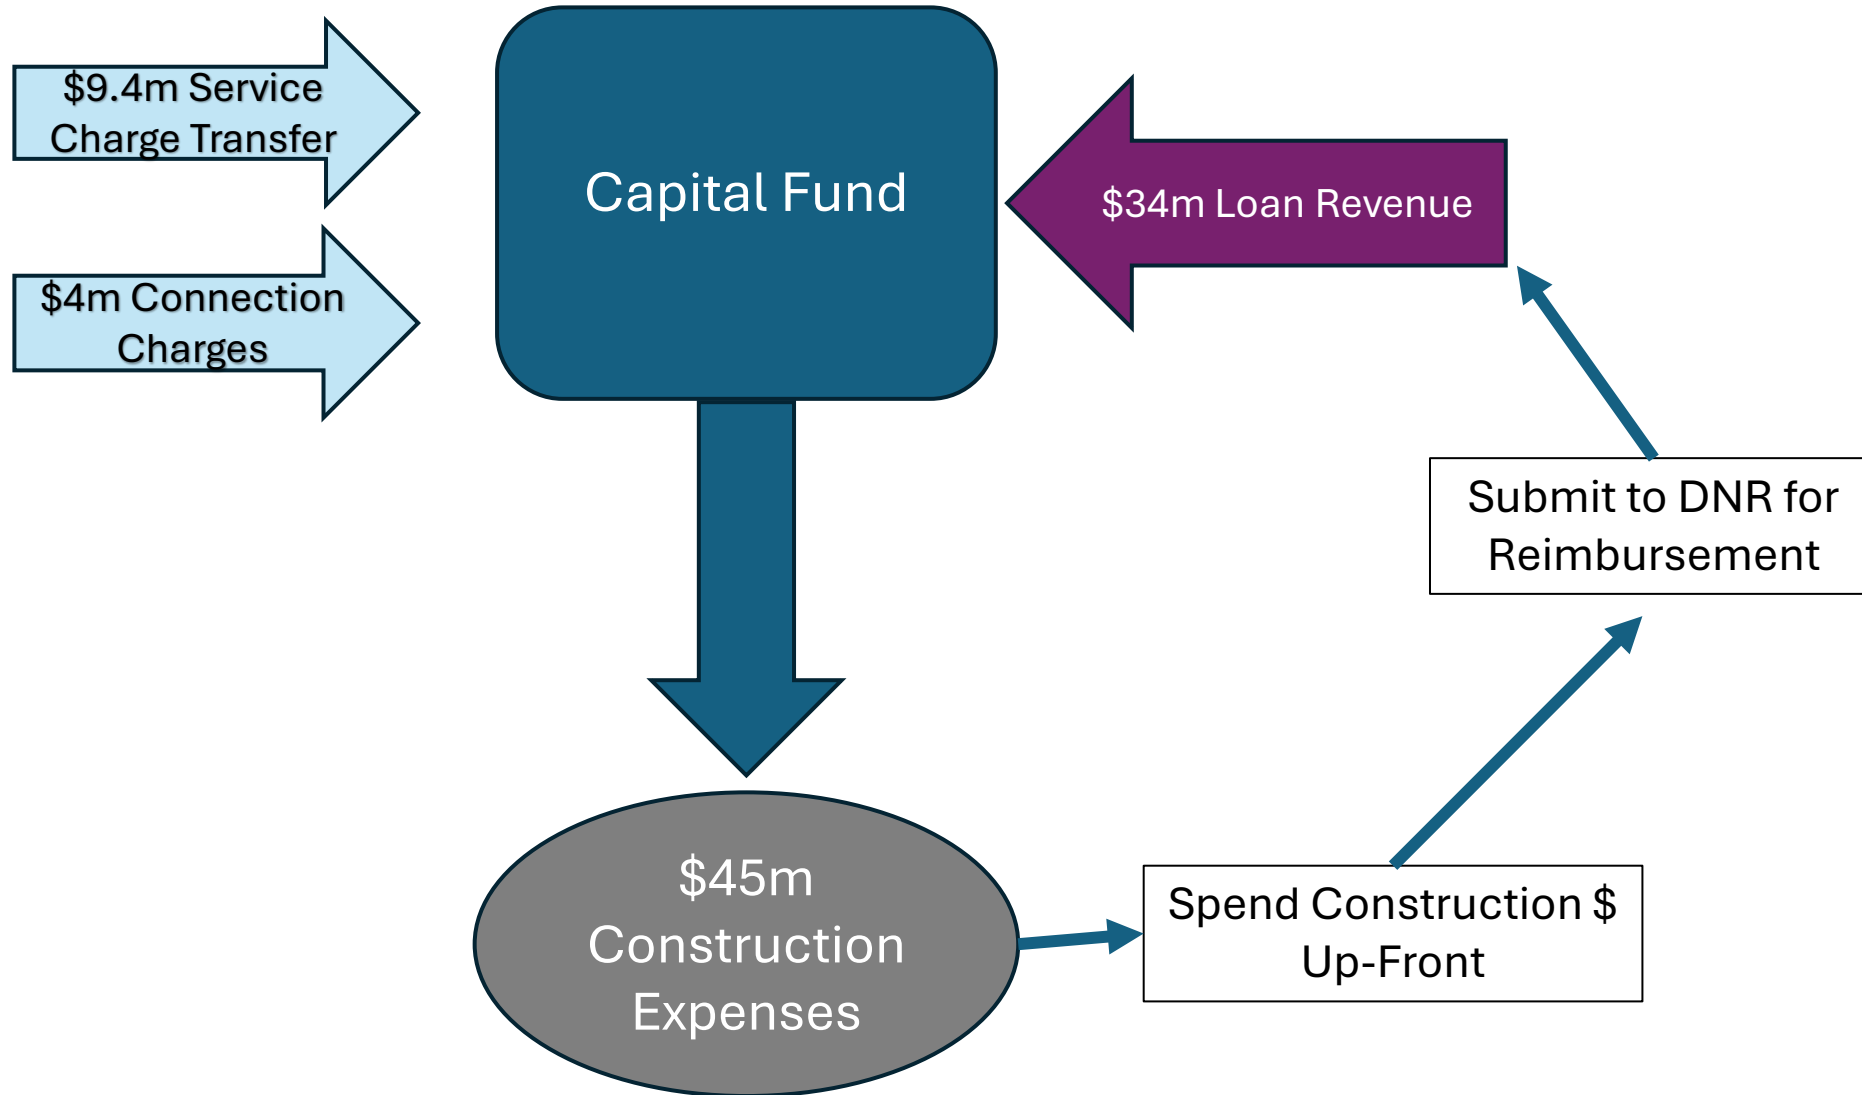 $9.4m Service
Charge Transfer
$4m Connection
Charges
Capital Fund
$34m Loan Revenue
Submit to DNR for
Reimbursement
Spend Construction $
Up-Front
$45m
Construction
Expenses